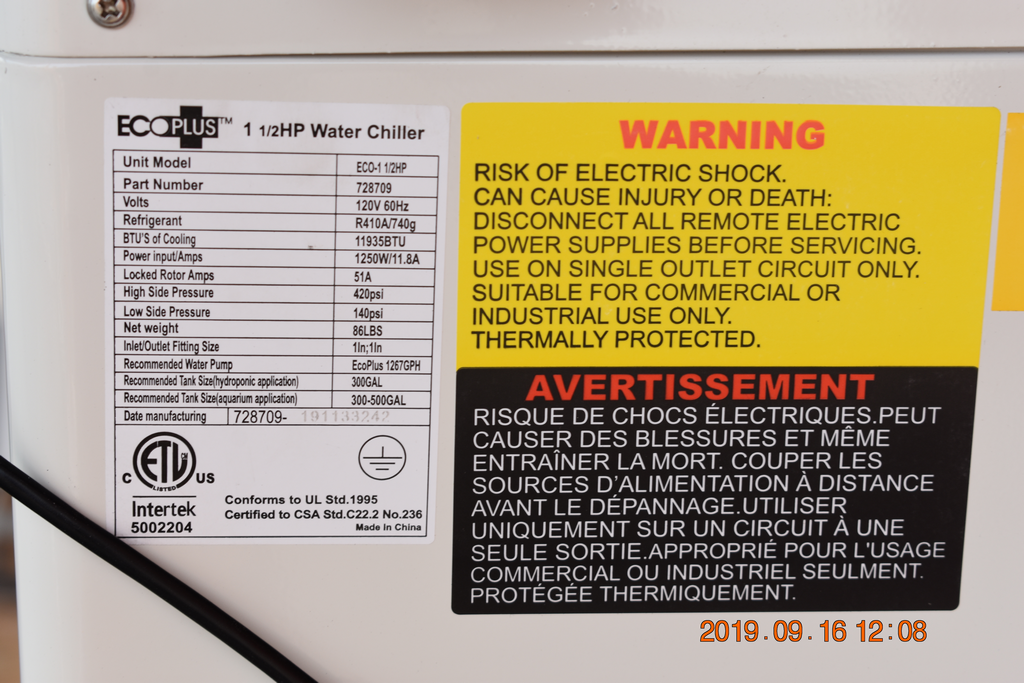 ECOPLUS™ 1 1/2HP Water Chiller
Unit Model ECO-1 1/2HP
Part Number 728709
Volts 120V 60Hz
Refrigerant R410A/740g
BTU'S of Cooling 11935BTU
Power input/Amps 1250W/11.8A
Locked Rotor Amps 51A
High Side Pressure 420psi
Low Side Pressure 140psi
Net weight 86LBS
Inlet/Outlet Fitting Size 1In;1In
Recommended Water Pump EcoPlus 1267GPH
Recommended Tank Size(hydroponic application) 300GAL
Recommended Tank Size(aquarium application) 300-500GAL
Date manufacturing 728709- 191133242
C ETL CM US
LISTED
Intertek
5002204
Conforms to UL Std.1995
Certified to CSA Std.C22.2 No.236
Made In China
WARNING
RISK OF ELECTRIC SHOCK.
CAN CAUSE INJURY OR DEATH:
DISCONNECT ALL REMOTE ELECTRIC
POWER SUPPLIES BEFORE SERVICING.
USE ON SINGLE OUTLET CIRCUIT ONLY.
SUITABLE FOR COMMERCIAL OR
INDUSTRIAL USE ONLY.
THERMALLY PROTECTED.
AVERTISSEMENT
RISQUE DE CHOCS ÉLECTRIQUES.PEUT
CAUSER DES BLESSURES ET MÊME
ENTRAÎNER LA MORT. COUPER LES
SOURCES D'ALIMENTATION À DISTANCE
AVANT LE DÉPANNAGE.UTILISER
UNIQUEMENT SUR UN CIRCUIT À UNE
SEULE SORTIE.APPROPRIÉ POUR L'USAGE
COMMERCIAL OU INDUSTRIEL SEULMENT.
PROTÉGÉE THERMIQUEMENT.
2019.09.16 12:08